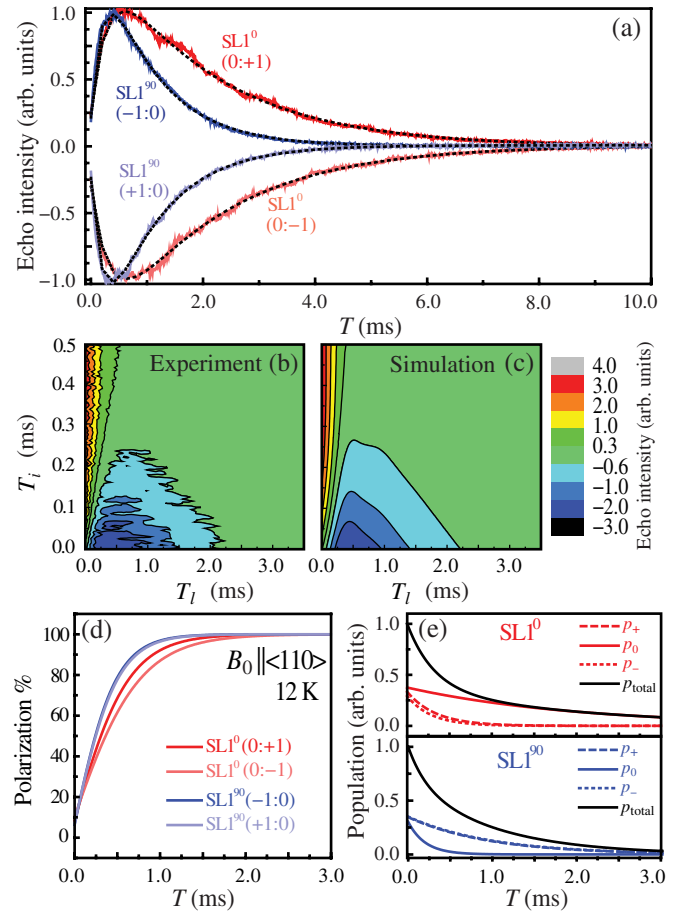 (a)
1.0
0.5
0.0
−0.5
−1.0
Echo intensity (arb. units)
SL1⁰
(0:+1)
SL1⁹⁰
(−1:0)
SL1⁹⁰
(+1:0)
SL1⁰
(0:−1)
0.0 2.0 4.0 6.0 8.0 10.0
T (ms)
Experiment (b)
0.5
0.4
0.3
0.2
0.1
0.0
T_i (ms)
0.0 1.0 2.0 3.0
T_l (ms)
Simulation (c)
0.0 1.0 2.0 3.0
T_l (ms)
4.0
3.0
2.0
1.0
0.3
−0.6
−1.0
−2.0
−3.0
Echo intensity (arb. units)
(d)
100
80
60
40
20
0
Polarization %
B₀||<110>
12 K
SL1⁰(0:+1)
SL1⁰(0:−1)
SL1⁹⁰(−1:0)
SL1⁹⁰(+1:0)
0.0 1.0 2.0 3.0
T (ms)
(e)
SL1⁰
p₊
p₀
p₋
p_total
1.0
0.5
0.0
Population (arb. units)
SL1⁹⁰
p₊
p₀
p₋
p_total
1.0
0.5
0.0
0.0 1.0 2.0 3.0
T (ms)